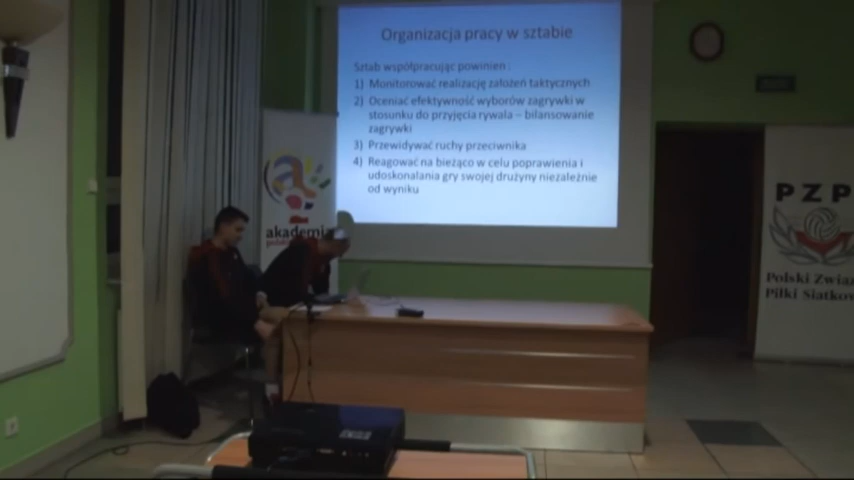 Organizacja pracy w sztabie
Sztab współpracując powinien :
1) Monitorować realizację założeń taktycznych
2) Oceniać efektywność wyborów zagrywki w
stosunku do przyjęcia rywala – bilansowanie
zagrywki
3) Przewidywać ruchy przeciwnika
4) Reagować na bieżąco w celu poprawienia i
udoskonalania gry swojej drużyny niezależnie
od wyniku
akademia
PZP
Polski Związ
Piłki Siatkow